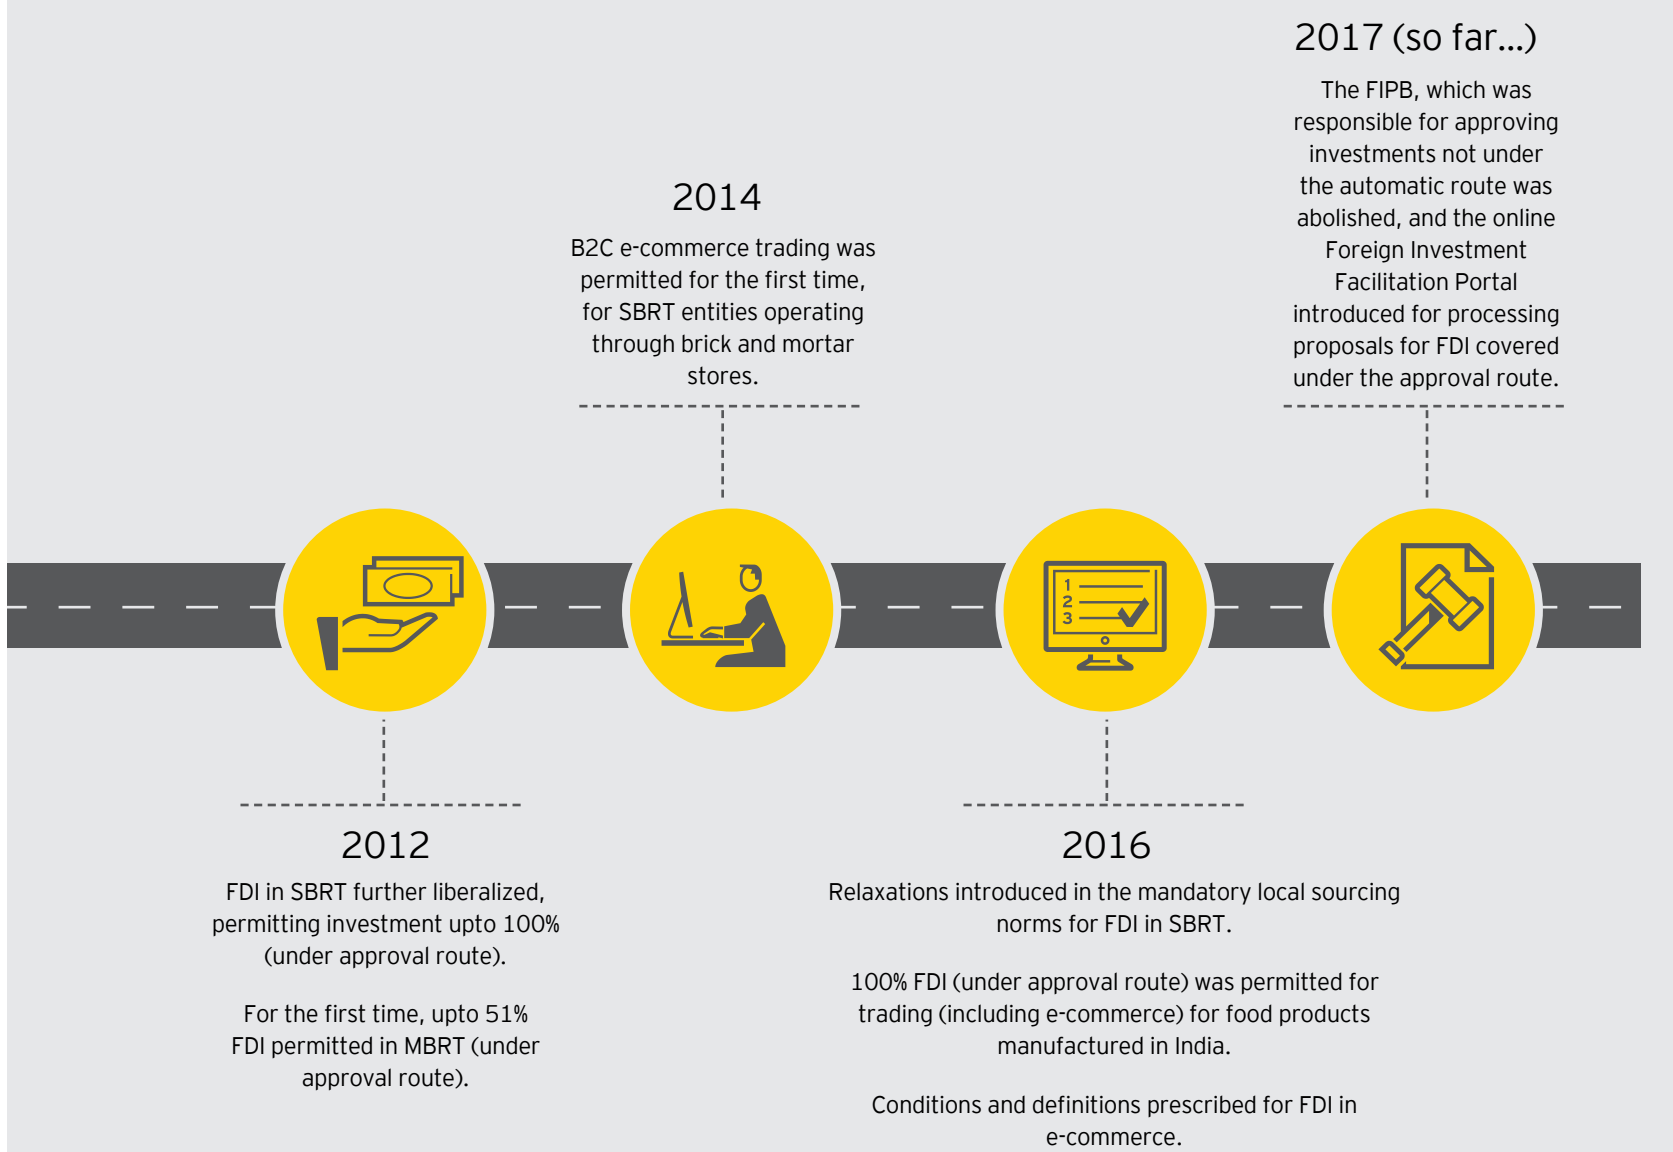 2017 (so far...)
The FIPB, which was
responsible for approving
investments not under
the automatic route was
abolished, and the online
Foreign Investment
Facilitation Portal
introduced for processing
proposals for FDI covered
under the approval route.
2014
B2C e-commerce trading was
permitted for the first time,
for SBRT entities operating
through brick and mortar
stores.
1
2
3
2012
FDI in SBRT further liberalized,
permitting investment upto 100%
(under approval route).
For the first time, upto 51%
FDI permitted in MBRT (under
approval route).
2016
Relaxations introduced in the mandatory local sourcing
norms for FDI in SBRT.
100% FDI (under approval route) was permitted for
trading (including e-commerce) for food products
manufactured in India.
Conditions and definitions prescribed for FDI in
e-commerce.